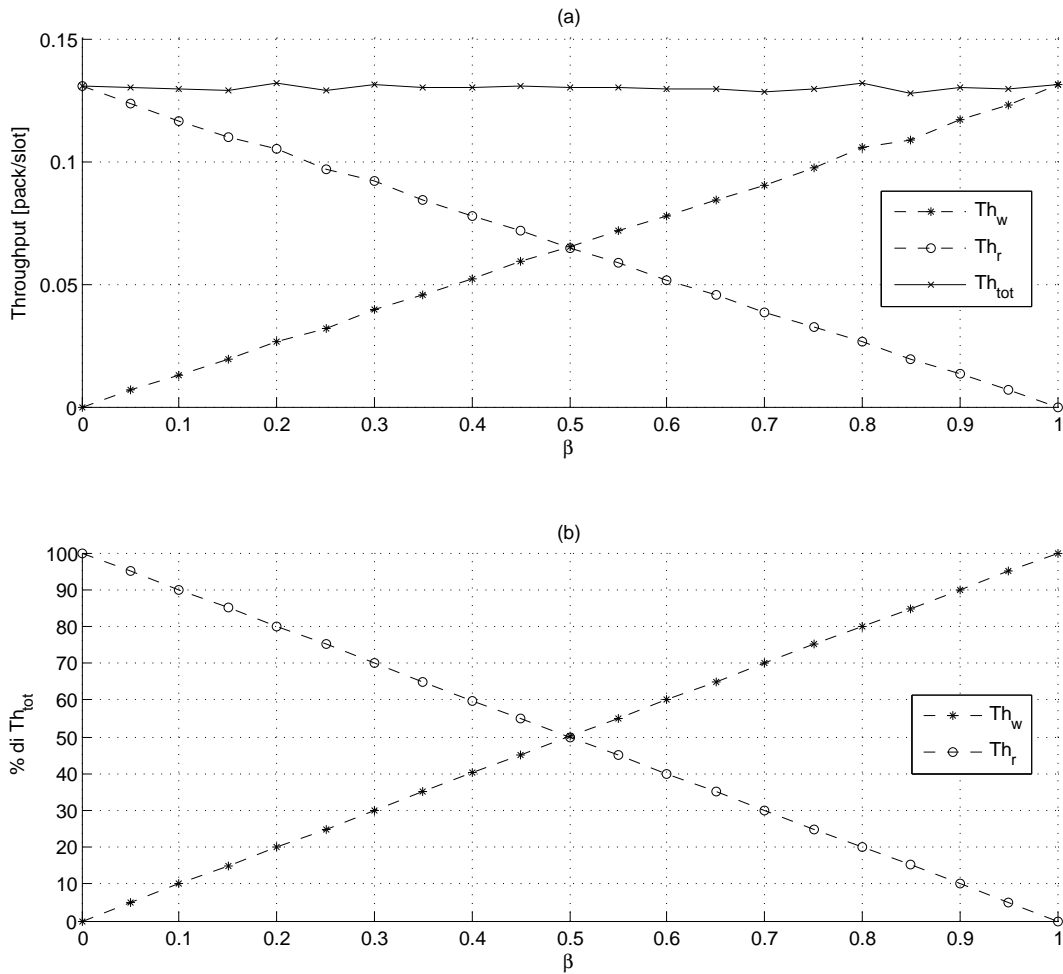 (a)
Throughput [pack/slot]
0.15
0.1
0.05
0
0 0.1 0.2 0.3 0.4 0.5 0.6 0.7 0.8 0.9 1
β
Th_w
Th_r
Th_tot
(b)
% di Th_tot
100
90
80
70
60
50
40
30
20
10
0
0 0.1 0.2 0.3 0.4 0.5 0.6 0.7 0.8 0.9 1
β
Th_w
Th_r